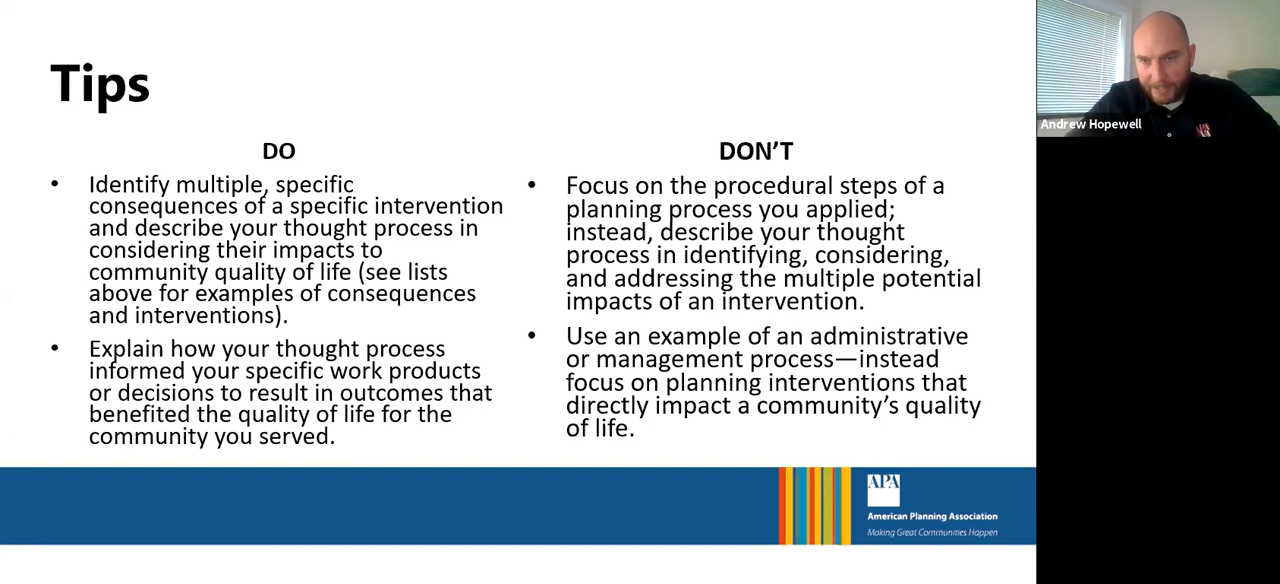 Tips
DO
• Identify multiple, specific
consequences of a specific intervention
and describe your thought process in
considering their impacts to
community quality of life (see lists
above for examples of consequences
and interventions).
• Explain how your thought process
informed your specific work products
or decisions to result in outcomes that
benefited the quality of life for the
community you served.
DON’T
• Focus on the procedural steps of a
planning process you applied;
instead, describe your thought
process in identifying, considering,
and addressing the multiple potential
impacts of an intervention.
• Use an example of an administrative
or management process—instead
focus on planning interventions that
directly impact a community’s quality
of life.
APA
American Planning Association
Making Great Communities Happen
Andrew Hopewell
APA